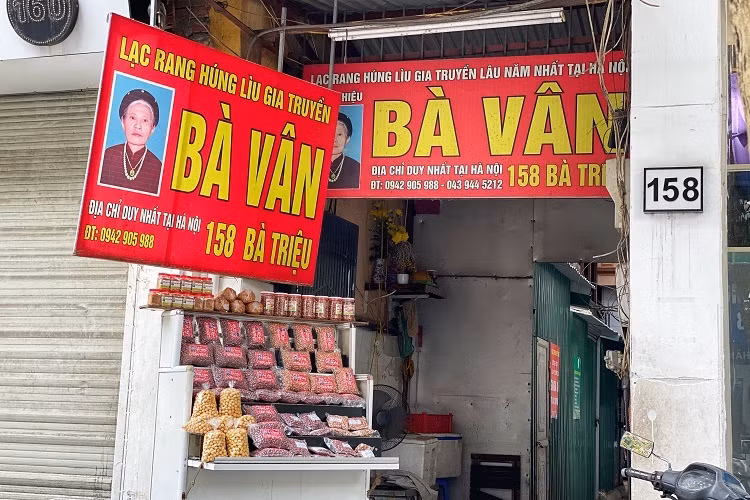 160
LẠC RANG HÚNG LÌU GIA TRUYỀN
BÀ VÂN
ĐỊA CHỈ DUY NHẤT TẠI HÀ NỘI
ĐT: 0942 905 988
158 BÀ TRIỆU
LẠC RANG HÚNG LÌU GIA TRUYỀN LÂU NĂM NHẤT TẠI HÀ NỘI
HIỆU
BÀ VÂN
ĐỊA CHỈ DUY NHẤT TẠI HÀ NỘI
ĐT: 0942 905 988 - 043 944 5212
158 BÀ TRI
158